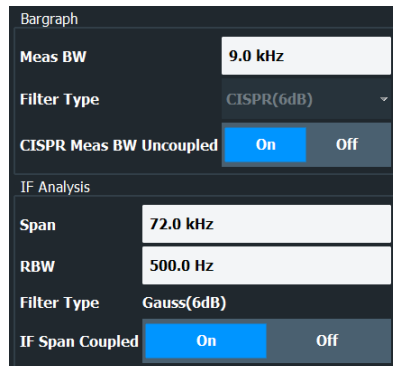 Bargraph
Meas BW 9.0 kHz
Filter Type CISPR(6dB)
CISPR Meas BW Uncoupled On Off
IF Analysis
Span 72.0 kHz
RBW 500.0 Hz
Filter Type Gauss(6dB)
IF Span Coupled On Off